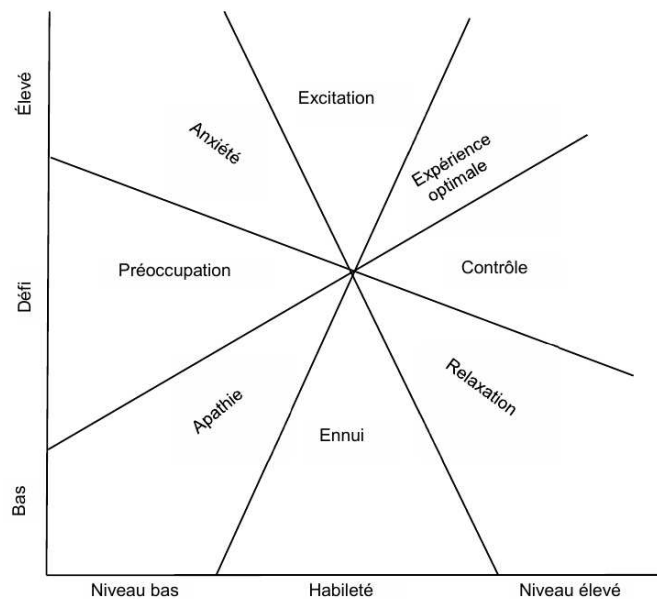 Élevé
Excitation
Anxiété
Expérience
optimale
Défi
Préoccupation
Contrôle
Apathie
Ennui
Relaxation
Bas
Niveau bas
Habileté
Niveau élevé